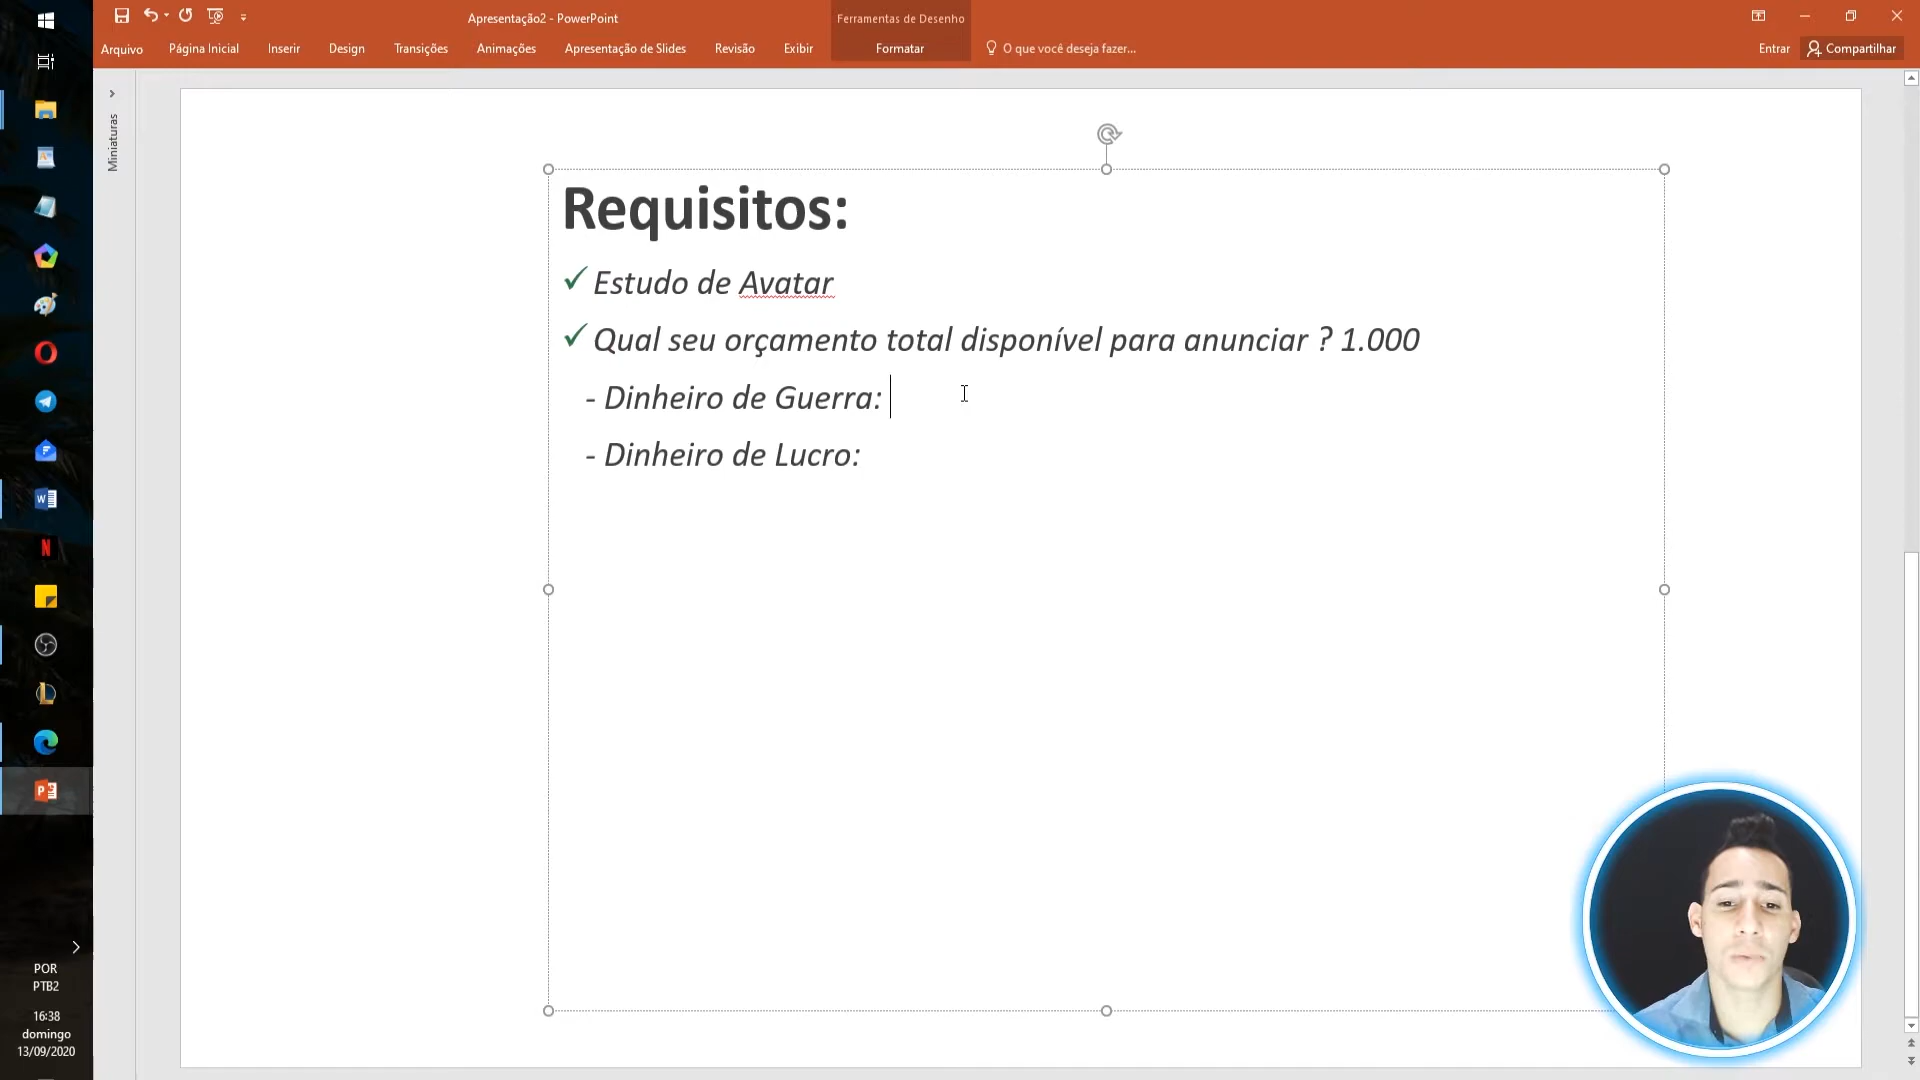 Apresentação2 - PowerPoint
Ferramentas de Desenho
Arquivo Página Inicial Inserir Design Transições Animações Apresentação de Slides Revisão Exibir Formatar O que você deseja fazer... Entrar Compartilhar
Miniaturas
Requisitos:
Estudo de Avatar
Qual seu orçamento total disponível para anunciar ? 1.000
- Dinheiro de Guerra:
- Dinheiro de Lucro:
POR
PTB2
16:38
domingo
13/09/2020